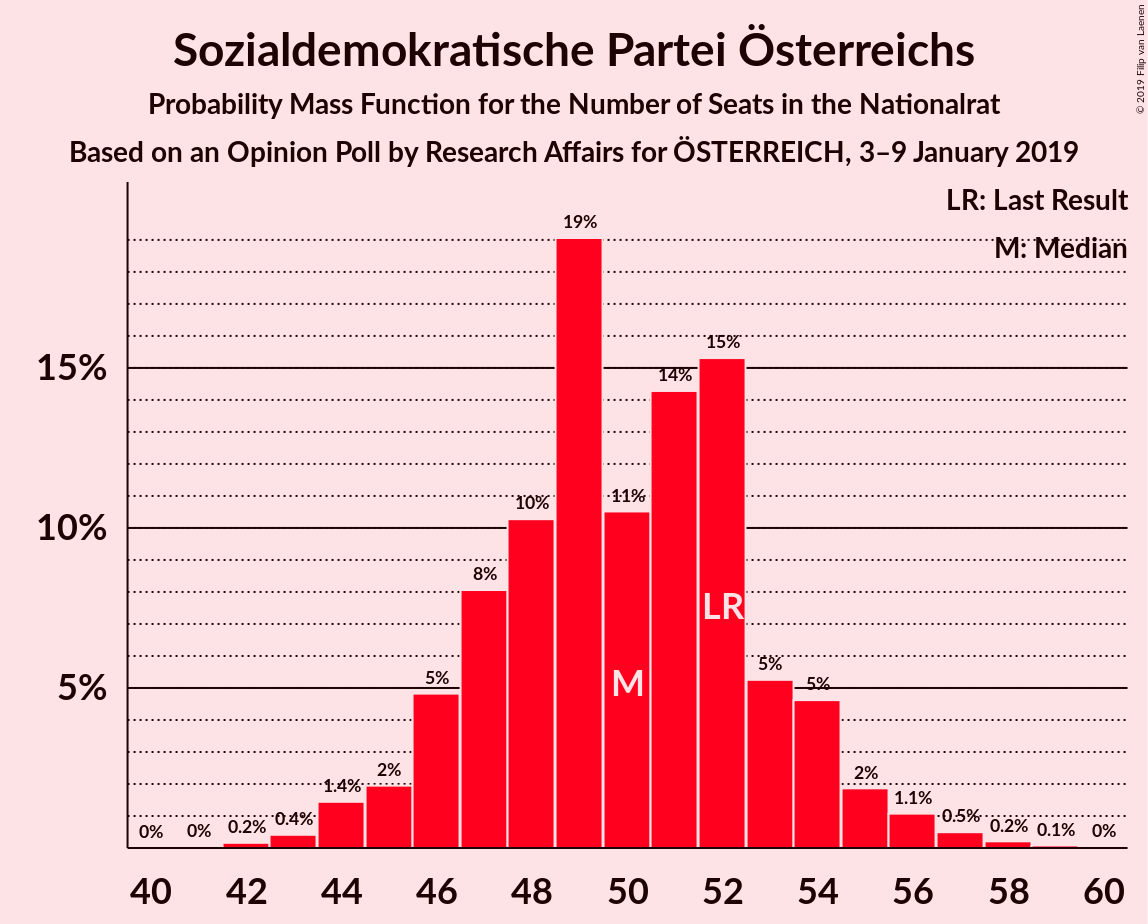 Sozialdemokratische Partei Österreichs
Probability Mass Function for the Number of Seats in the Nationalrat
Based on an Opinion Poll by Research Affairs for ÖSTERREICH, 3–9 January 2019
© 2019 Filip van Laenen
LR: Last Result
M: Median
15%
10%
5%
0%
0%
0.2%
0.4%
1.4%
2%
5%
8%
10%
19%
11%
14%
15%
5%
5%
2%
1.1%
0.5%
0.2%
0.1%
0%
M
LR
40 42 44 46 48 50 52 54 56 58 60